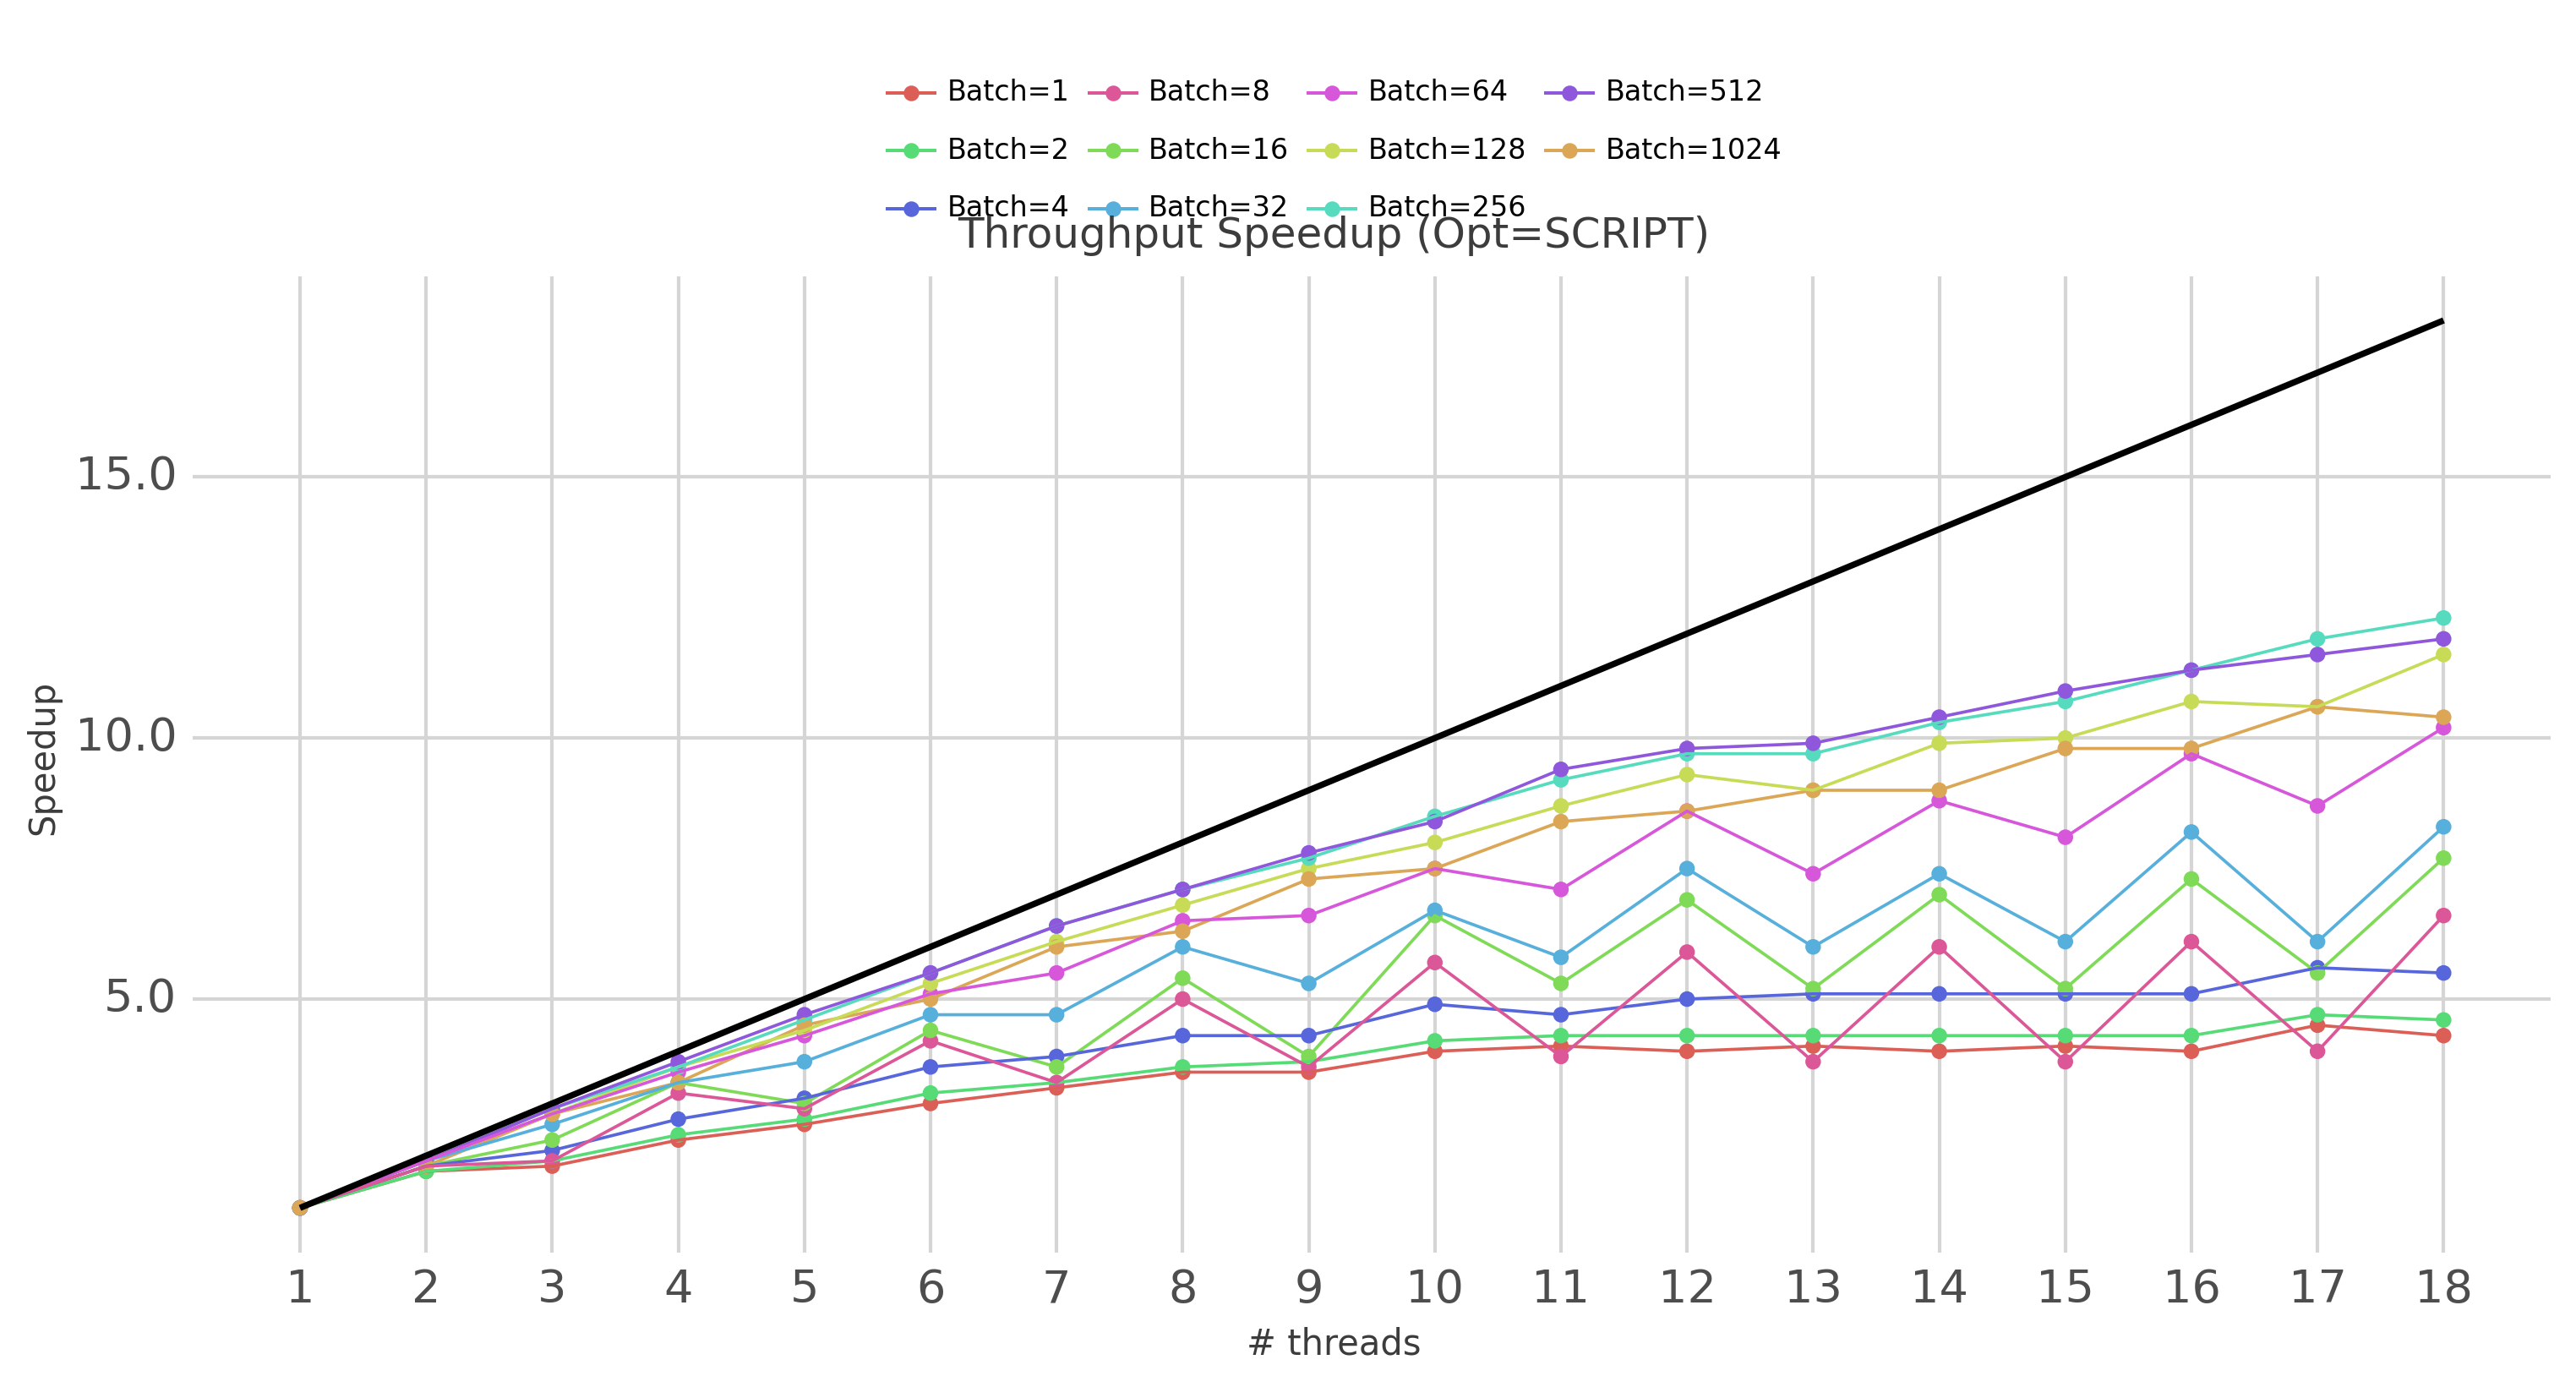 Batch=1 Batch=8 Batch=64 Batch=512
Batch=2 Batch=16 Batch=128 Batch=1024
Batch=4 Batch=32 Batch=256
Throughput Speedup (Opt=SCRIPT)
15.0
10.0
5.0
Speedup
1 2 3 4 5 6 7 8 9 10 11 12 13 14 15 16 17 18
# threads